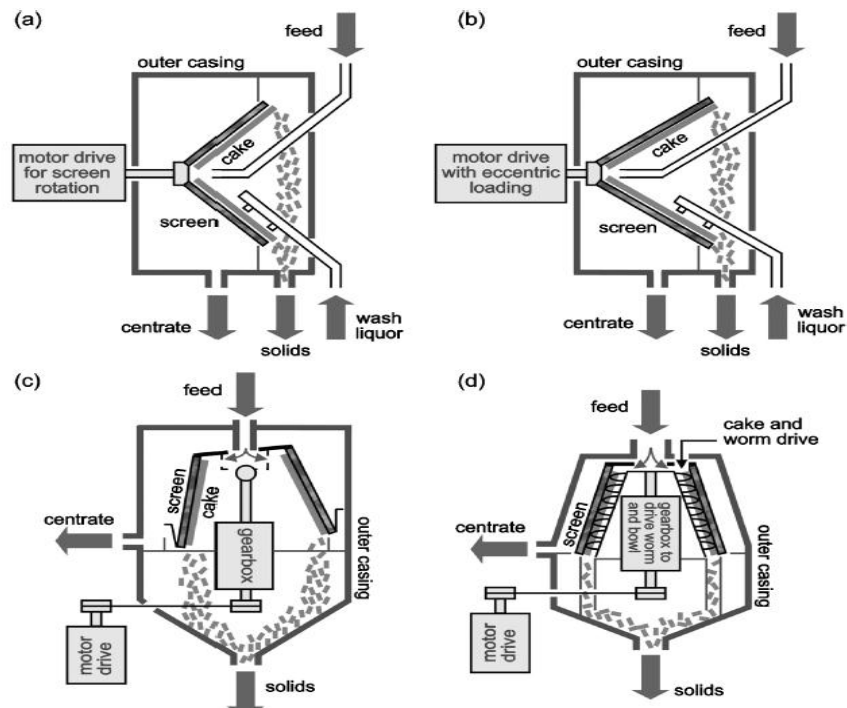 (a)
feed
outer casing
motor drive
for screen
rotation
cake
screen
centrate
solids
wash
liquor
(b)
feed
outer casing
motor drive
with eccentric
loading
cake
screen
centrate
solids
wash
liquor
(c)
feed
screen
cake
centrate
gearbox
outer casing
motor
drive
solids
(d)
feed
cake and
worm drive
screen
gearbox to
drive worm
and bowl
centrate
outer casing
motor
drive
solids